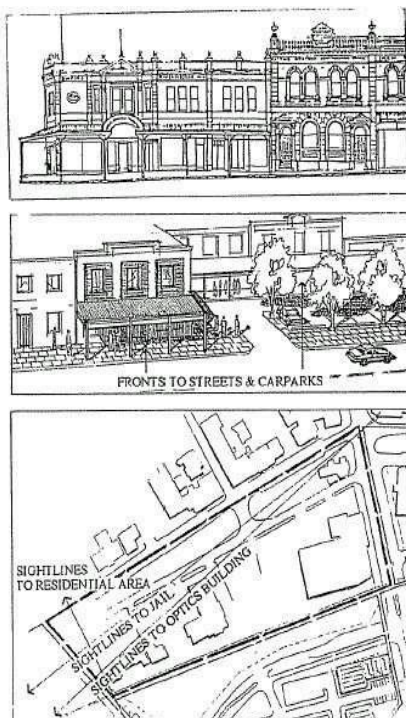 FRONTS TO STREETS & CARPARKS
SIGHTLINES
TO RESIDENTIAL AREA
SIGHTLINES TO JAIL
SIGHTLINES TO OPTICS BUILDING